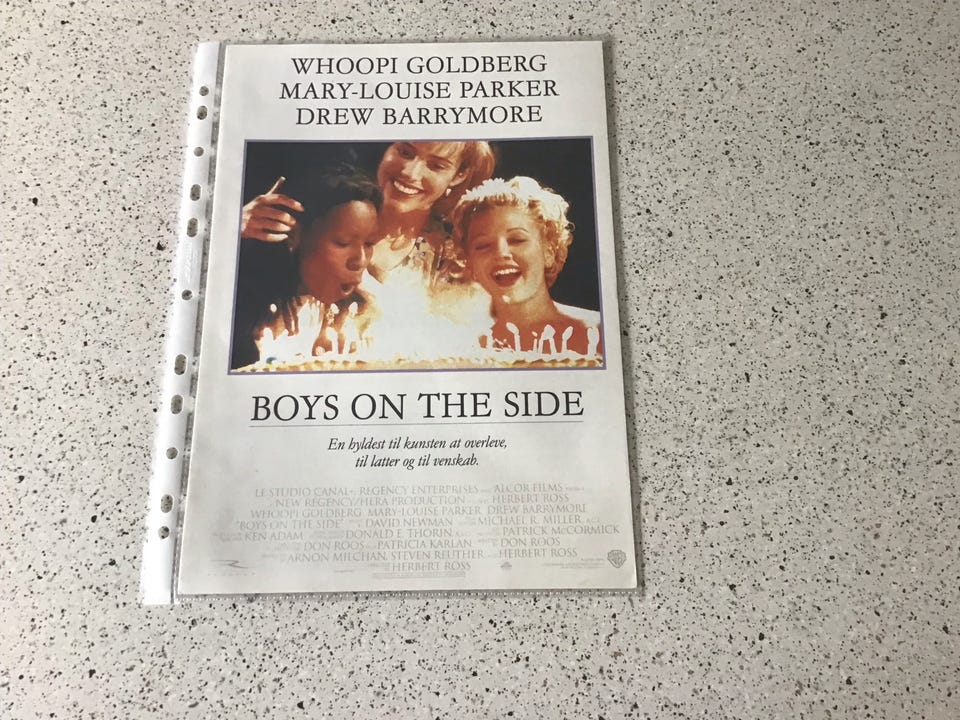 WHOOPI GOLDBERG
MARY-LOUISE PARKER
DREW BARRYMORE
BOYS ON THE SIDE
En hyldest til kunsten at overleve,
til latter og til venskab.
LE STUDIO CANAL+, REGENCY ENTERPRISES ALCOR FILMS
NEW REGENCY/HERA PRODUCTION HERBERT ROSS
WHOOPI GOLDBERG MARY-LOUISE PARKER DREW BARRYMORE
"BOYS ON THE SIDE" DAVID NEWMAN MICHAEL R. MILLER, A.C.E.
KEN ADAM DONALD E. THORIN, A.S.C. PATRICK McCORMICK
DON ROOS PATRICIA KARLAN DON ROOS
ARNON MILCHAN, STEVEN REUTHER HERBERT ROSS
HERBERT ROSS